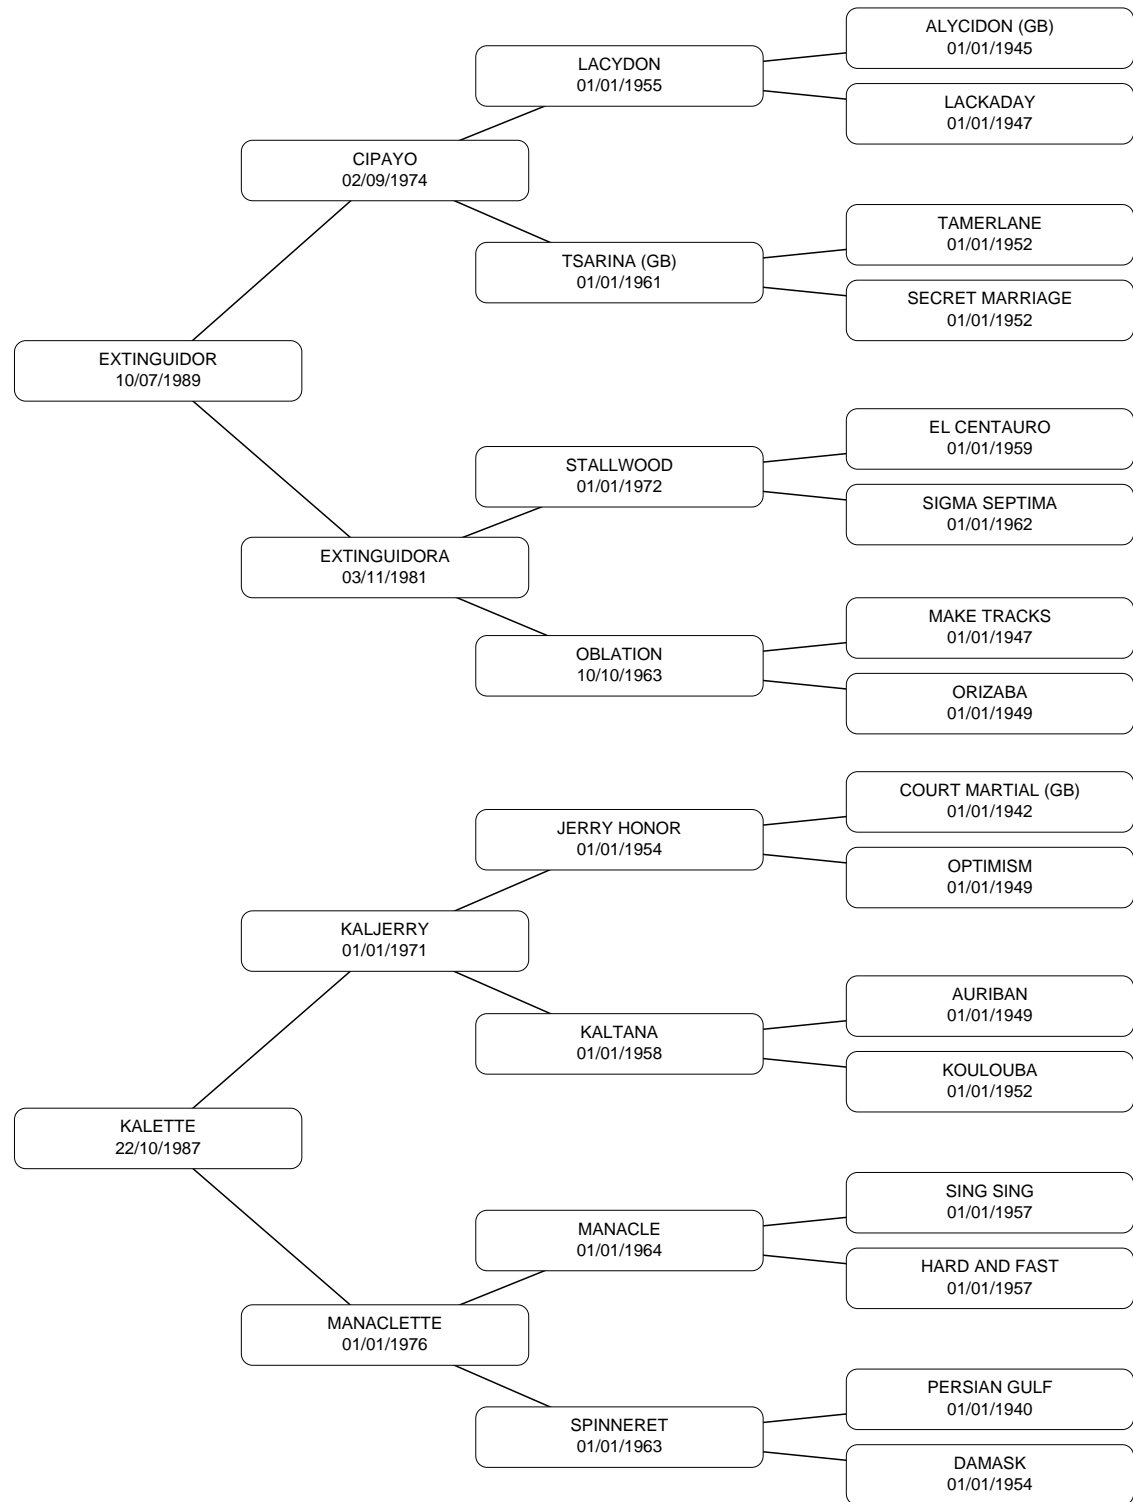 ALYCIDON (GB)
01/01/1945
LACYDON
01/01/1955
LACKADAY
01/01/1947
CIPAYO
02/09/1974
TAMERLANE
01/01/1952
TSARINA (GB)
01/01/1961
SECRET MARRIAGE
01/01/1952
EXTINGUIDOR
10/07/1989
EL CENTAURO
01/01/1959
STALLWOOD
01/01/1972
SIGMA SEPTIMA
01/01/1962
EXTINGUIDORA
03/11/1981
MAKE TRACKS
01/01/1947
OBLATION
10/10/1963
ORIZABA
01/01/1949
COURT MARTIAL (GB)
01/01/1942
JERRY HONOR
01/01/1954
OPTIMISM
01/01/1949
KALJERRY
01/01/1971
AURIBAN
01/01/1949
KALTANA
01/01/1958
KOULOUBA
01/01/1952
KALETTE
22/10/1987
SING SING
01/01/1957
MANACLE
01/01/1964
HARD AND FAST
01/01/1957
MANACLETTE
01/01/1976
PERSIAN GULF
01/01/1940
SPINNERET
01/01/1963
DAMASK
01/01/1954